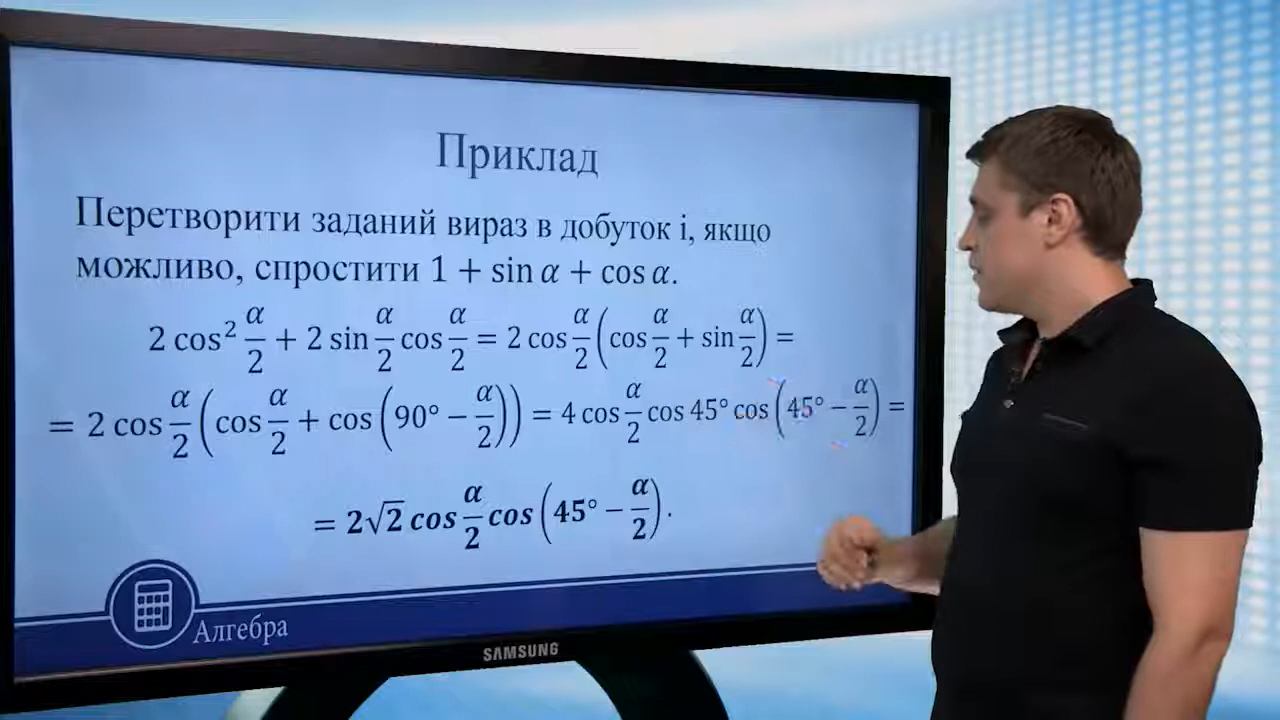 Приклад
Перетворити заданий вираз в добуток і, якщо
можливо, спростити 1 + sin α + cos α.
2 cos² α/2 + 2 sin α/2 cos α/2 = 2 cos α/2 (cos α/2 + sin α/2) =
= 2 cos α/2 (cos α/2 + cos (90° − α/2)) = 4 cos α/2 cos 45° cos (45° − α/2) =
= 2√2 cos α/2 cos (45° − α/2).
Алгебра
SAMSUNG